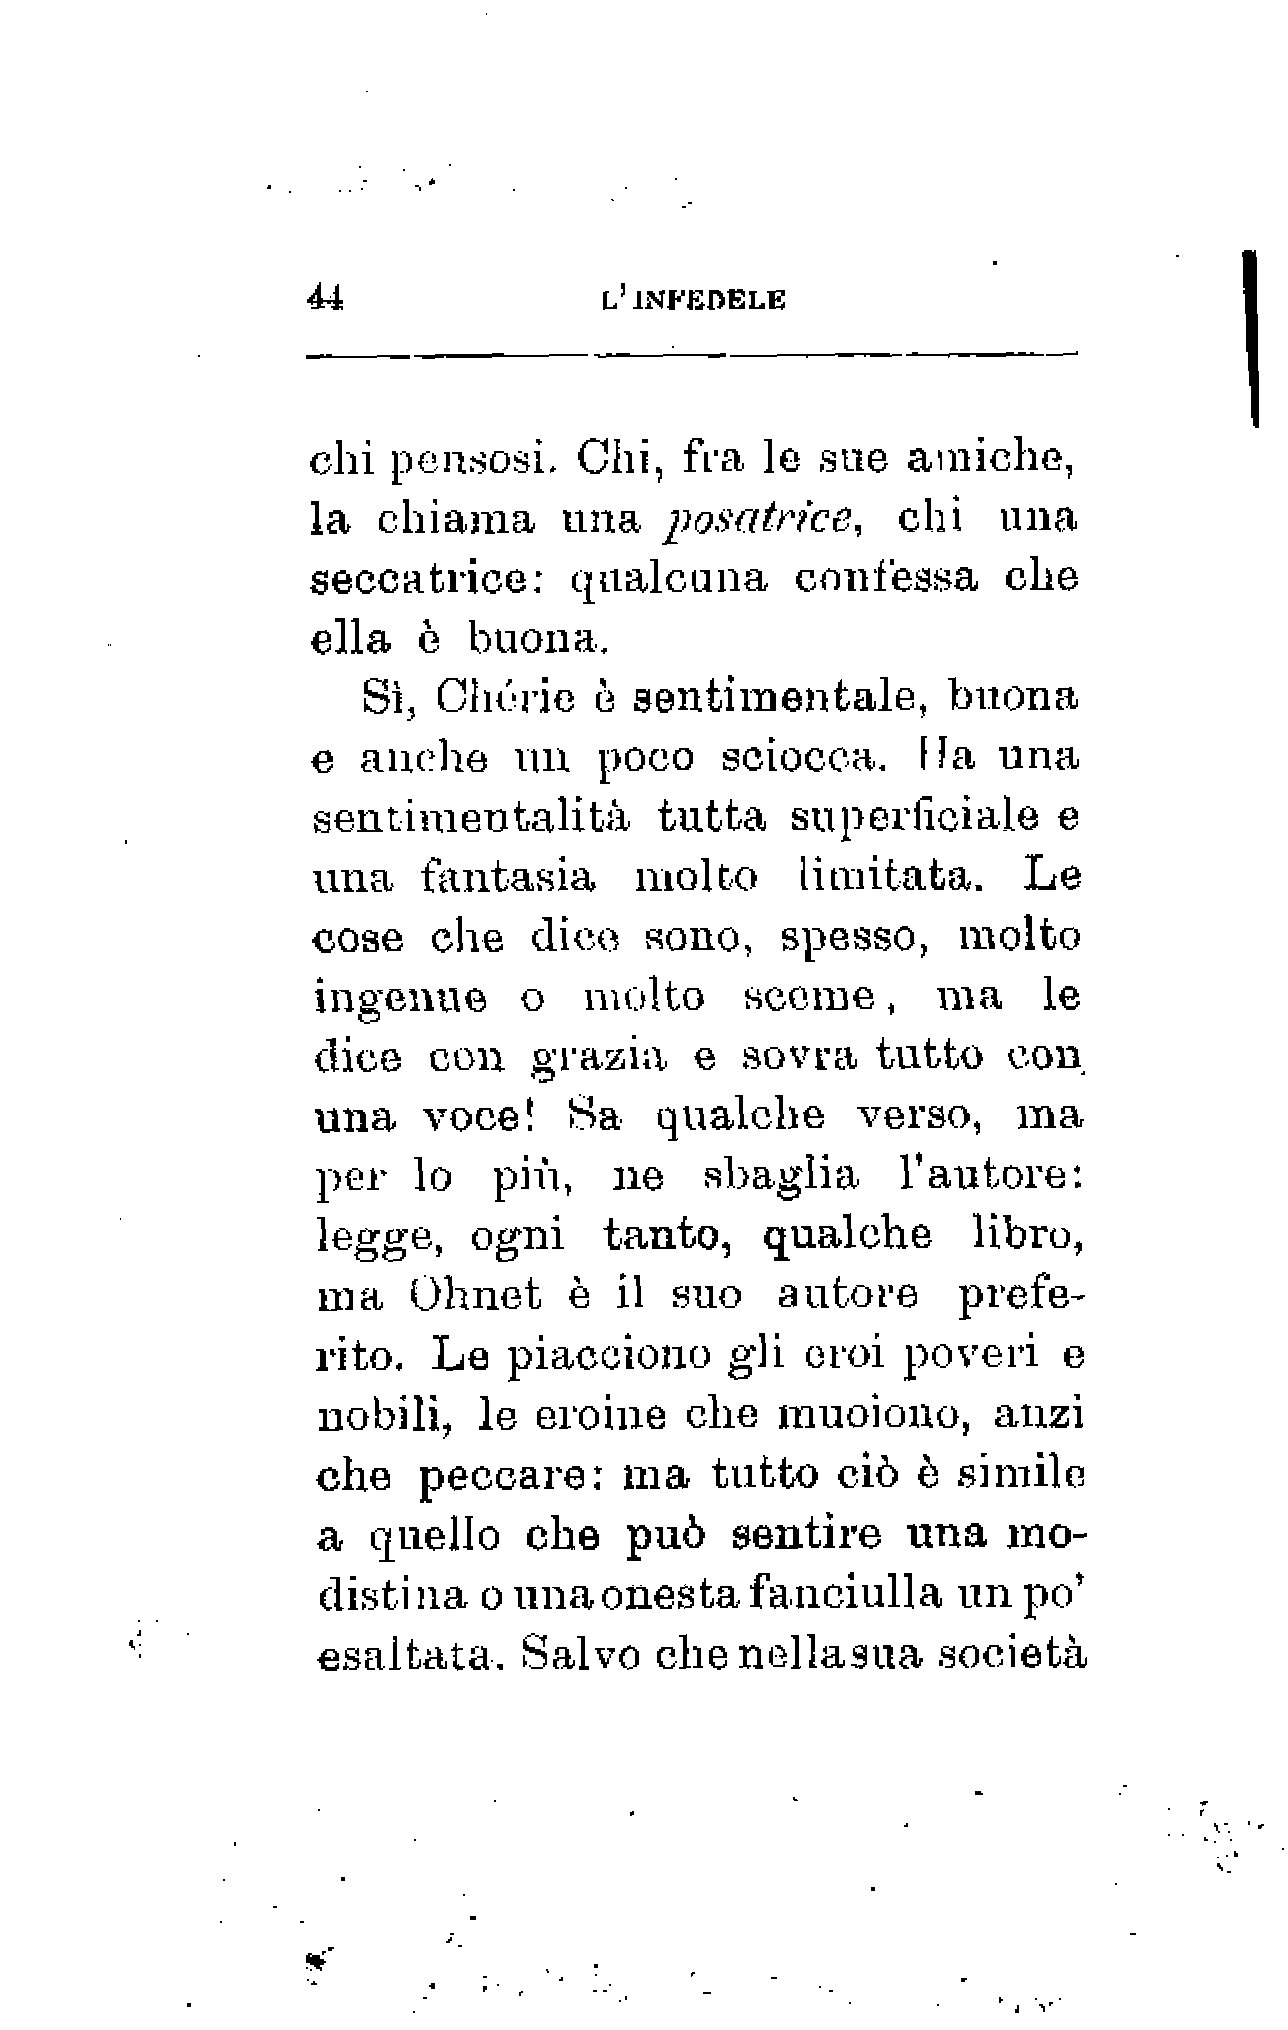 44 L'INFEDELE
chi pensosi. Chi, fra le sue amiche,
la chiama una posatrice, chi una
seccatrice: qualcuna confessa che
ella è buona.
Sì, Chérie è sentimentale, buona
e anche un poco sciocca. Ha una
sentimentalità tutta superficiale e
una fantasia molto limitata. Le
cose che dice sono, spesso, molto
ingenue o molto sceme, ma le
dice con grazia e sovra tutto con
una voce! Sa qualche verso, ma
per lo più, ne sbaglia l'autore:
legge, ogni tanto, qualche libro,
ma Ohnet è il suo autore prefe-
rito. Le piacciono gli eroi poveri e
nobili, le eroine che muoiono, anzi
che peccare: ma tutto ciò è simile
a quello che può sentire una mo-
distina o una onesta fanciulla un po'
esaltata. Salvo che nella sua società